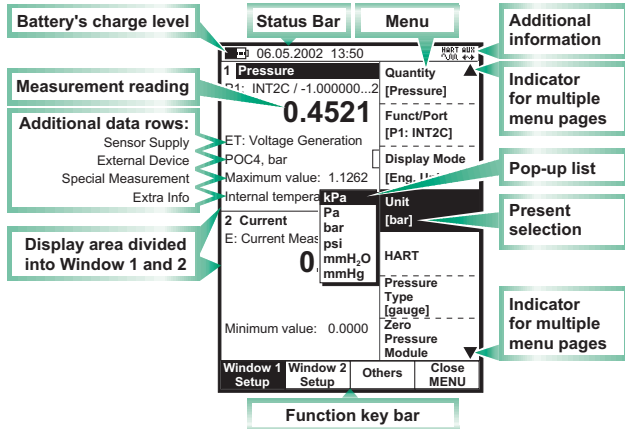 Battery's charge level
Status Bar
Menu
Additional
information
06.05.2002 13:50
HART AUX
1 Pressure
P1: INT2C / -1.000000...2
0.4521
ET: Voltage Generation
POC4, bar
Maximum value: 1.1262
Internal tempera
2 Current
E: Current Meas
0.
Minimum value: 0.0000
Quantity
[Pressure]
Funct/Port
[P1: INT2C]
Display Mode
[Eng. Un
Unit
[bar]
HART
Pressure
Type
[gauge]
Zero
Pressure
Module
kPa
Pa
bar
psi
mmH₂O
mmHg
Window 1
Setup
Window 2
Setup
Others
Close
MENU
Measurement reading
Additional data rows:
Sensor Supply
External Device
Special Measurement
Extra Info
Display area divided
into Window 1 and 2
Indicator
for multiple
menu pages
Pop-up list
Present
selection
Indicator
for multiple
menu pages
Function key bar